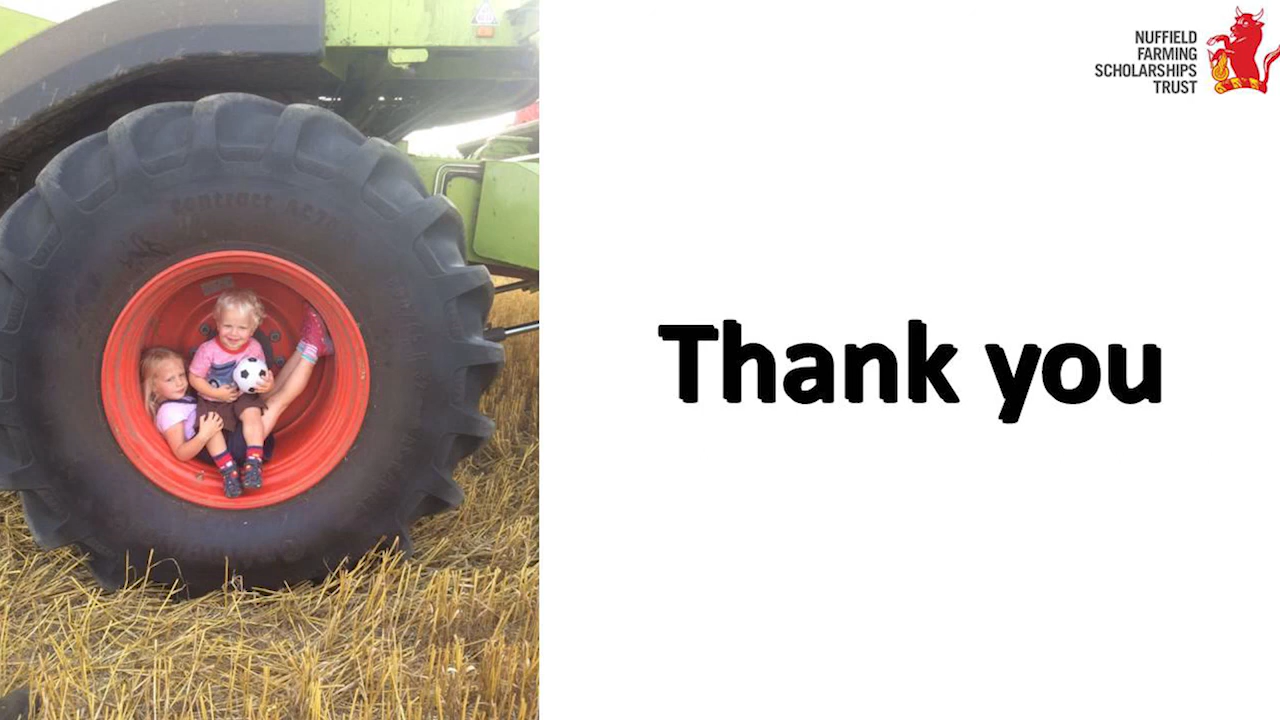 NUFFIELD
FARMING
SCHOLARSHIPS
TRUST
Thank you